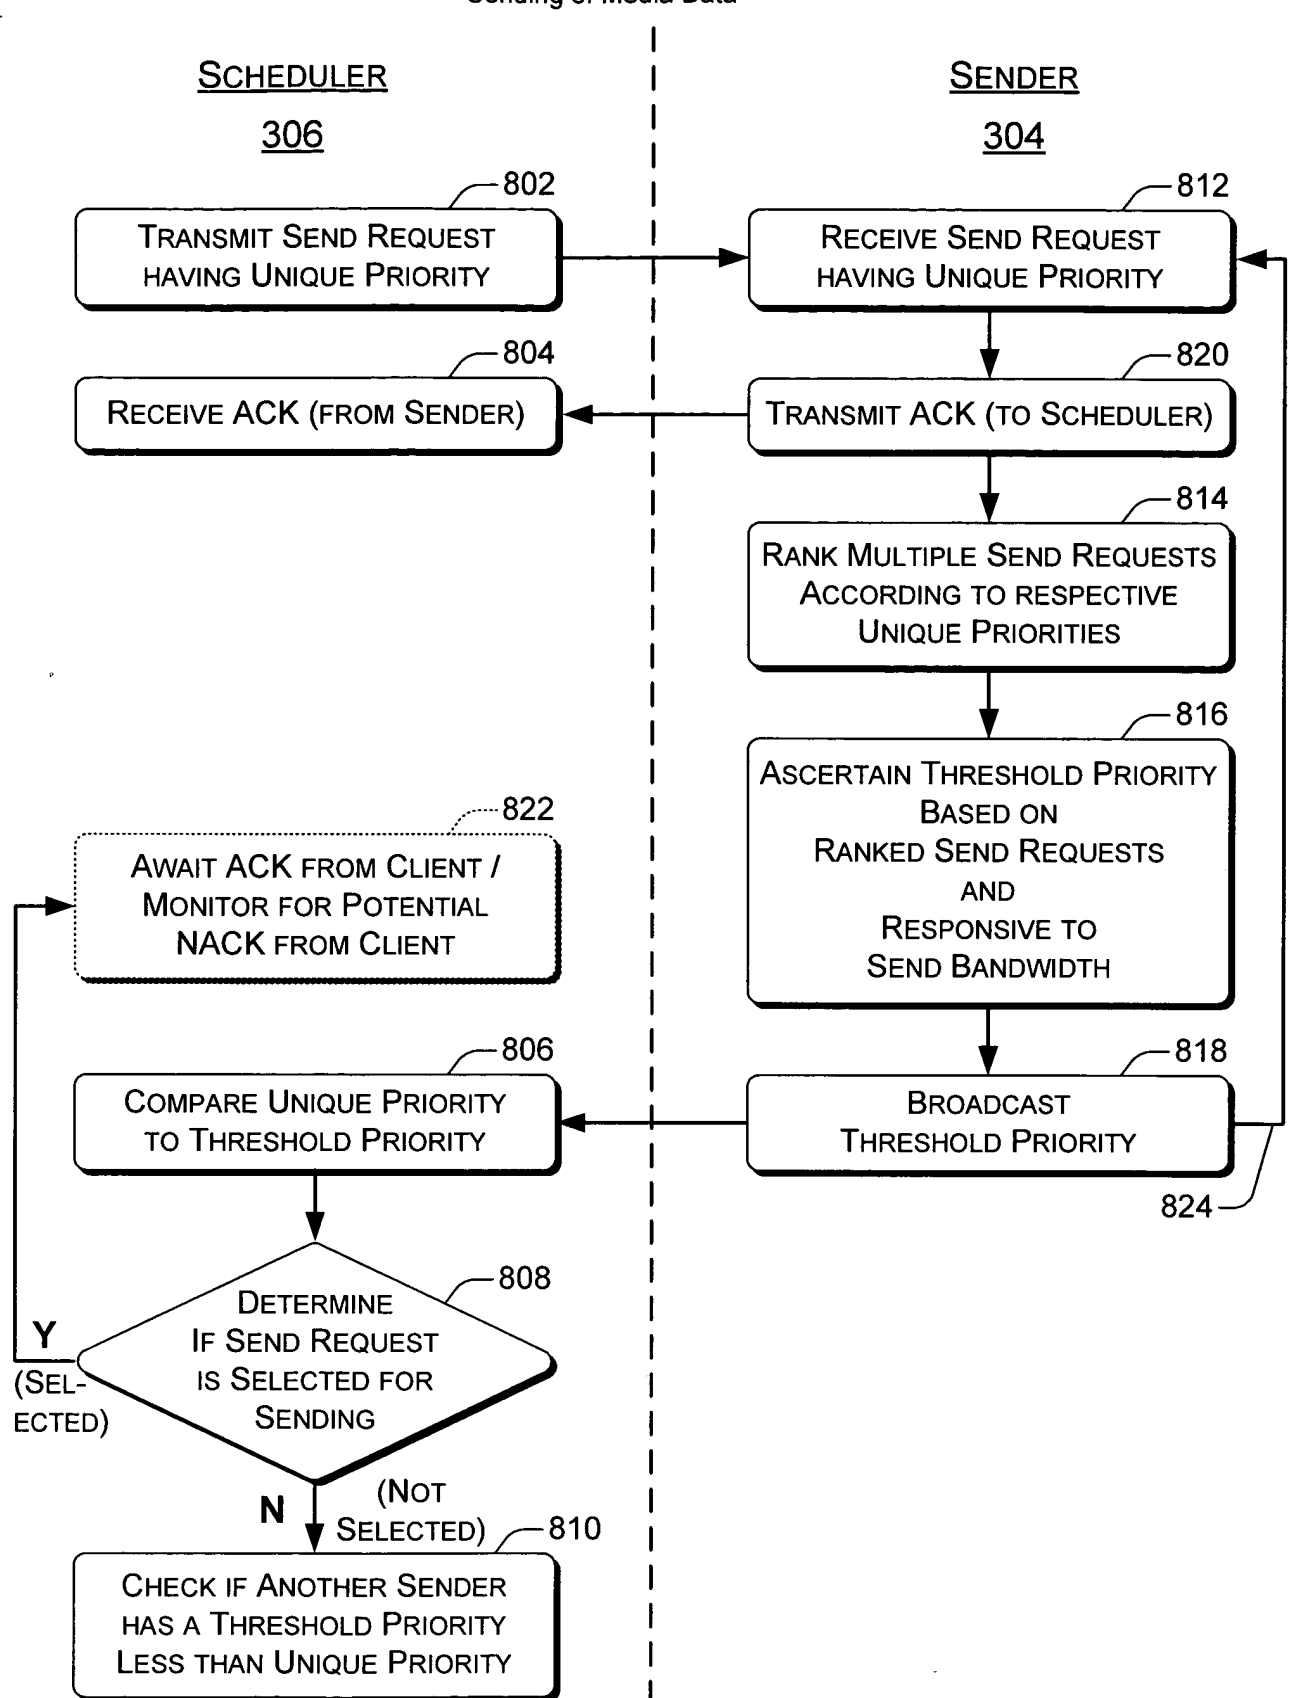 SCHEDULER
306
SENDER
304
802
TRANSMIT SEND REQUEST
HAVING UNIQUE PRIORITY
812
RECEIVE SEND REQUEST
HAVING UNIQUE PRIORITY
804
RECEIVE ACK (FROM SENDER)
820
TRANSMIT ACK (TO SCHEDULER)
814
RANK MULTIPLE SEND REQUESTS
ACCORDING TO RESPECTIVE
UNIQUE PRIORITIES
816
ASCERTAIN THRESHOLD PRIORITY
BASED ON
RANKED SEND REQUESTS
AND
RESPONSIVE TO
SEND BANDWIDTH
822
AWAIT ACK FROM CLIENT /
MONITOR FOR POTENTIAL
NACK FROM CLIENT
806
COMPARE UNIQUE PRIORITY
TO THRESHOLD PRIORITY
818
BROADCAST
THRESHOLD PRIORITY
824
808
DETERMINE
IF SEND REQUEST
IS SELECTED FOR
SENDING
Y
(SEL-
ECTED)
N
(NOT
SELECTED)
810
CHECK IF ANOTHER SENDER
HAS A THRESHOLD PRIORITY
LESS THAN UNIQUE PRIORITY